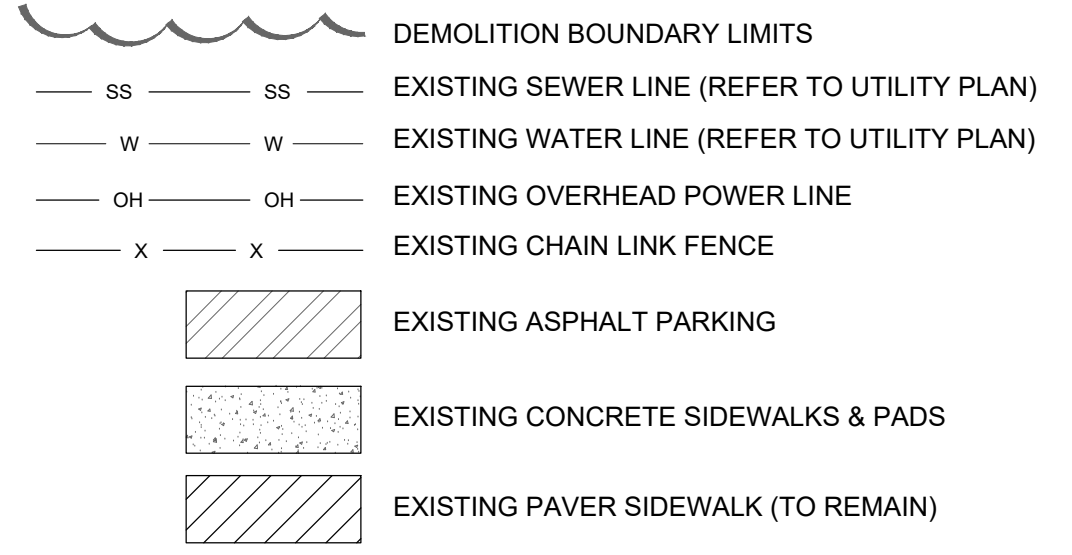 DEMOLITION BOUNDARY LIMITS
SS SS EXISTING SEWER LINE (REFER TO UTILITY PLAN)
W W EXISTING WATER LINE (REFER TO UTILITY PLAN)
OH OH EXISTING OVERHEAD POWER LINE
X X EXISTING CHAIN LINK FENCE
EXISTING ASPHALT PARKING
EXISTING CONCRETE SIDEWALKS & PADS
EXISTING PAVER SIDEWALK (TO REMAIN)